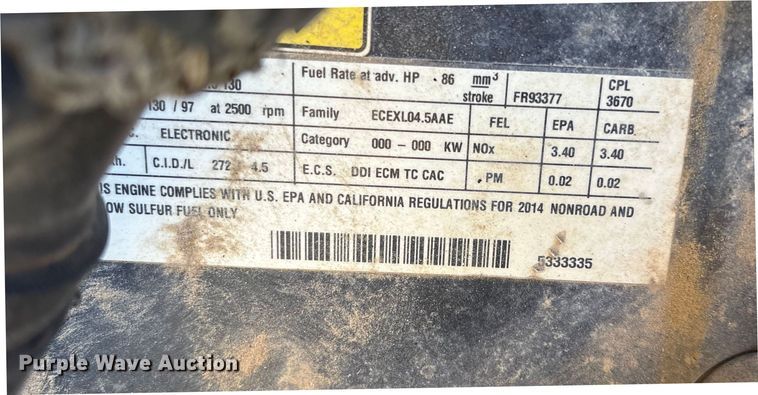 130 Fuel Rate at adv. HP .86 mm³ stroke FR93377 CPL 3670
130 / 97 at 2500 rpm Family ECEXL04.5AAE FEL EPA CARB
ELECTRONIC Category 000 - 000 KW NOx 3.40 3.40
C.I.D./L 272 4.5 E.C.S. DDI ECM TC CAC .PM 0.02 0.02
ENGINE COMPLIES WITH U.S. EPA AND CALIFORNIA REGULATIONS FOR 2014 NONROAD AND
SULFUR FUEL ONLY
5333335
Purple Wave Auction